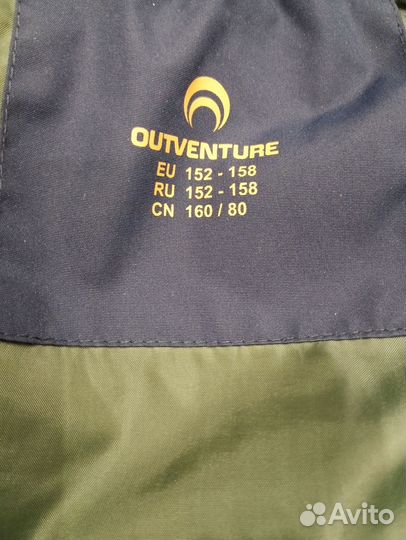 OUTVENTURE
EU 152 - 158
RU 152 - 158
CN 160 / 80
Avito